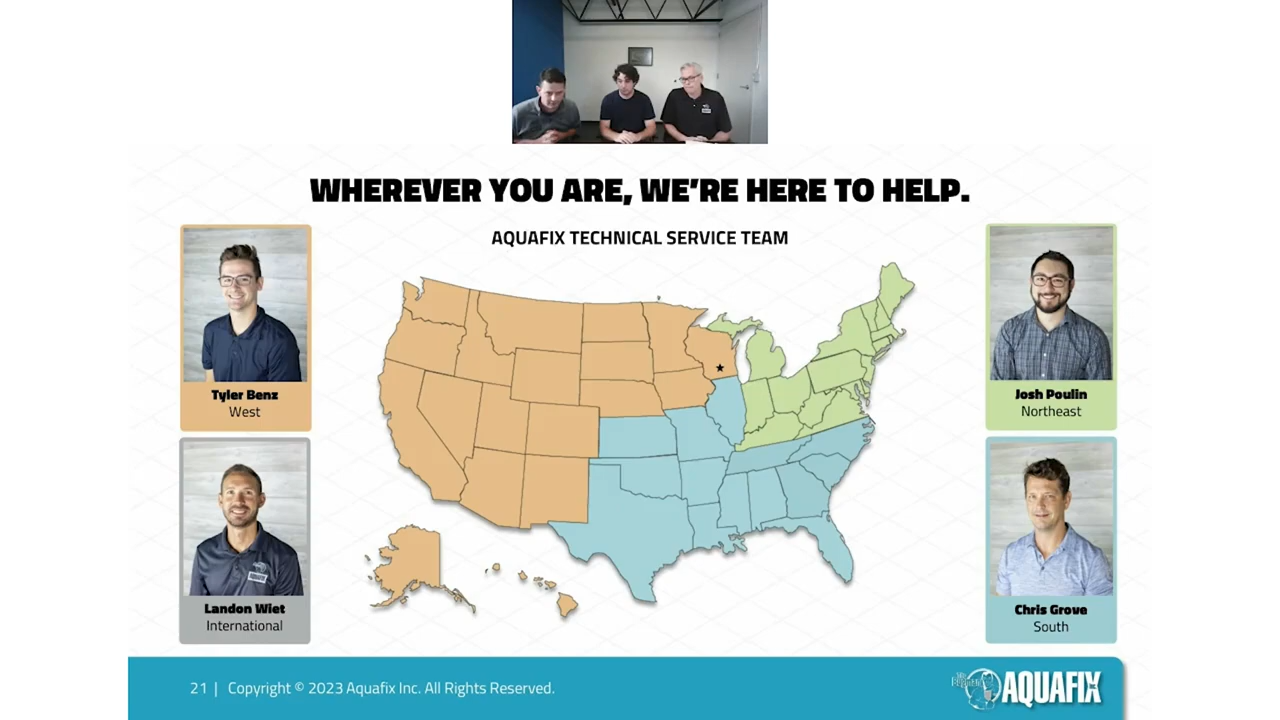 WHEREVER YOU ARE, WE'RE HERE TO HELP.
AQUAFIX TECHNICAL SERVICE TEAM
Tyler Benz
West
Josh Poulin
Northeast
Landon Wiet
International
Chris Grove
South
21 | Copyright © 2023 Aquafix Inc. All Rights Reserved.
AQUAFIX